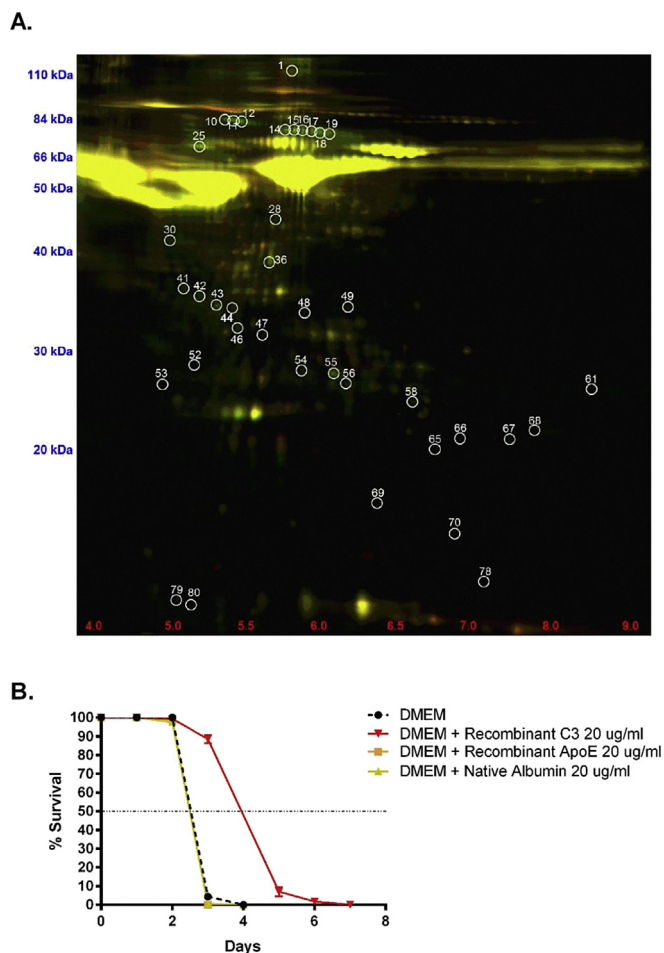 A.
110 kDa
1
84 kDa
10 11 12
14 15 16 17 18 19
25
66 kDa
50 kDa
28
30
40 kDa
36
41 42 43 44
48 49
46 47
30 kDa
52 53
54 55 56
58
61
65 66 67 68
20 kDa
69
70
78
79 80
4.0 5.0 5.5 6.0 6.5 7.0 8.0 9.0
B.
DMEM
DMEM + Recombinant C3 20 ug/ml
DMEM + Recombinant ApoE 20 ug/ml
DMEM + Native Albumin 20 ug/ml
% Survival
100
90
80
70
60
50
40
30
20
10
0
0 2 4 6 8
Days